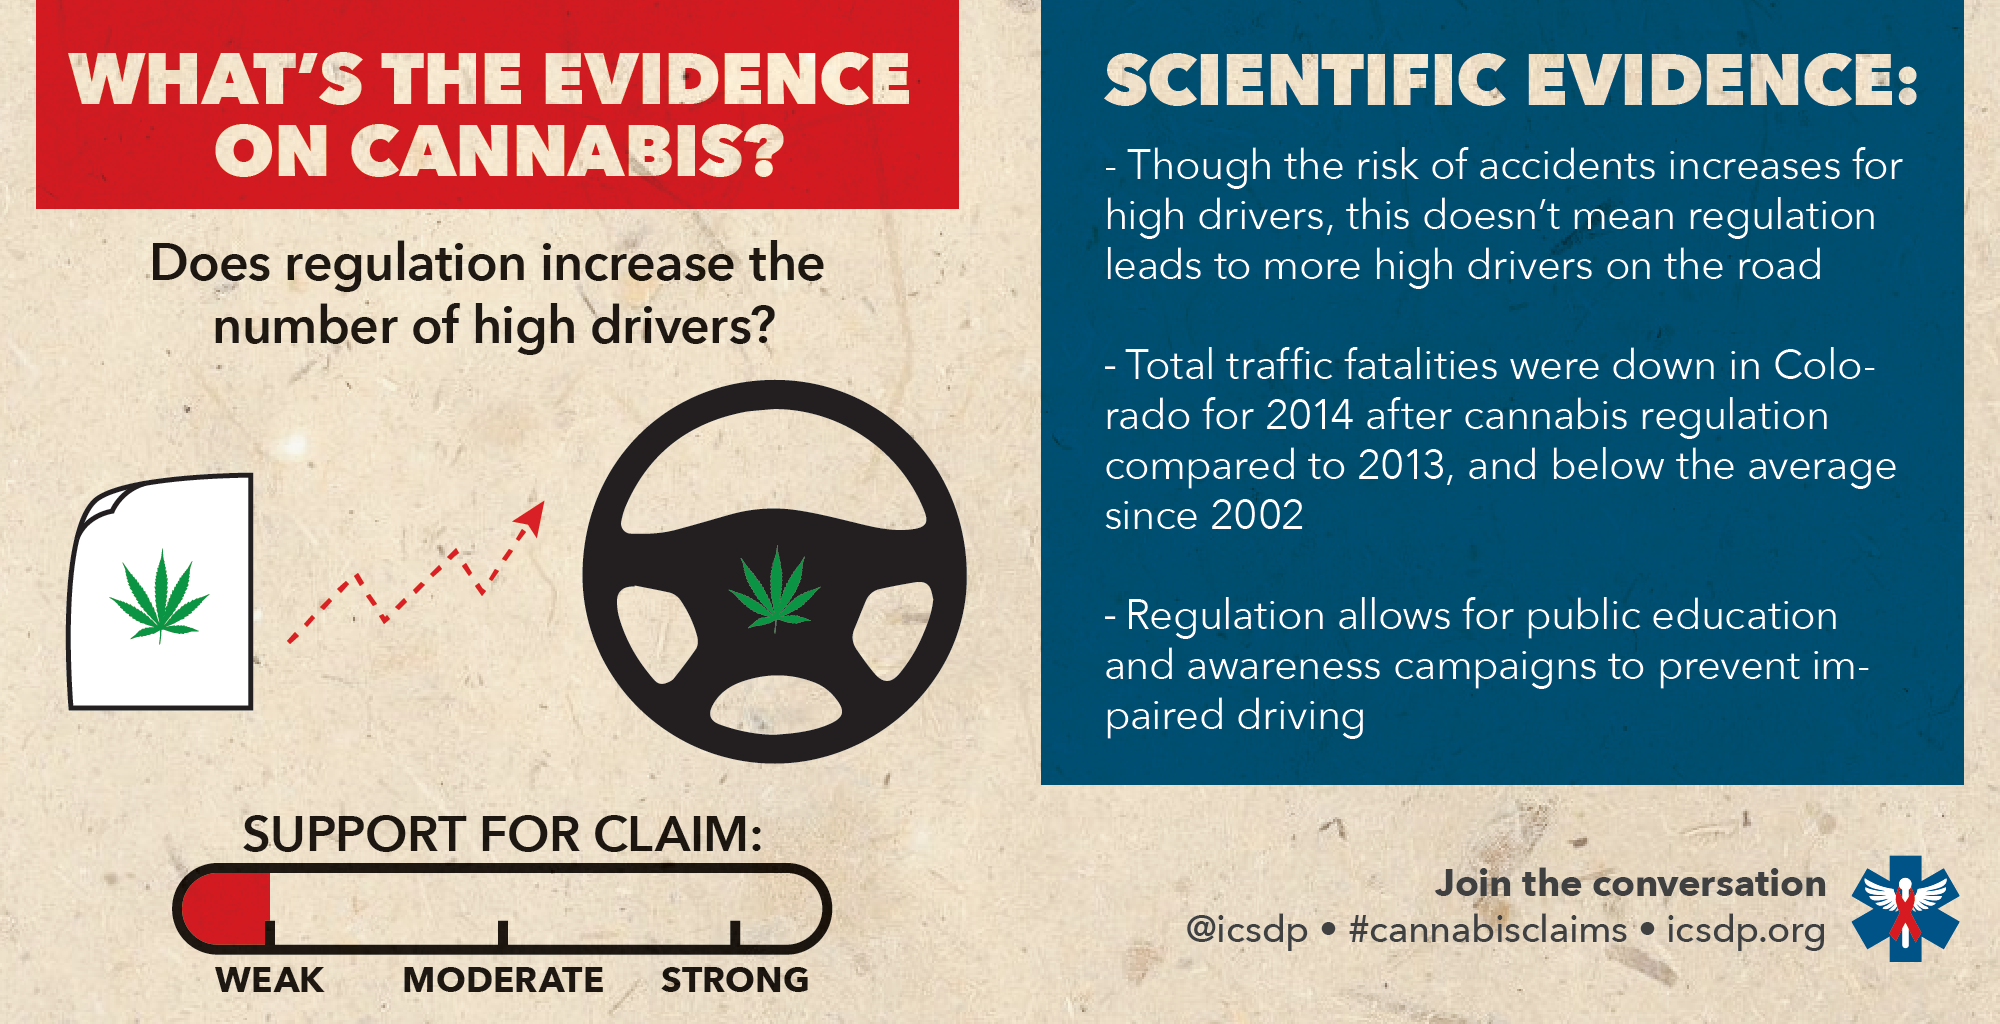 WHAT'S THE EVIDENCE
ON CANNABIS?
Does regulation increase the
number of high drivers?
SUPPORT FOR CLAIM:
WEAK MODERATE STRONG
SCIENTIFIC EVIDENCE:
- Though the risk of accidents increases for
high drivers, this doesn't mean regulation
leads to more high drivers on the road
- Total traffic fatalities were down in Colo-
rado for 2014 after cannabis regulation
compared to 2013, and below the average
since 2002
- Regulation allows for public education
and awareness campaigns to prevent im-
paired driving
Join the conversation
@icsdp • #cannabisclaims • icsdp.org